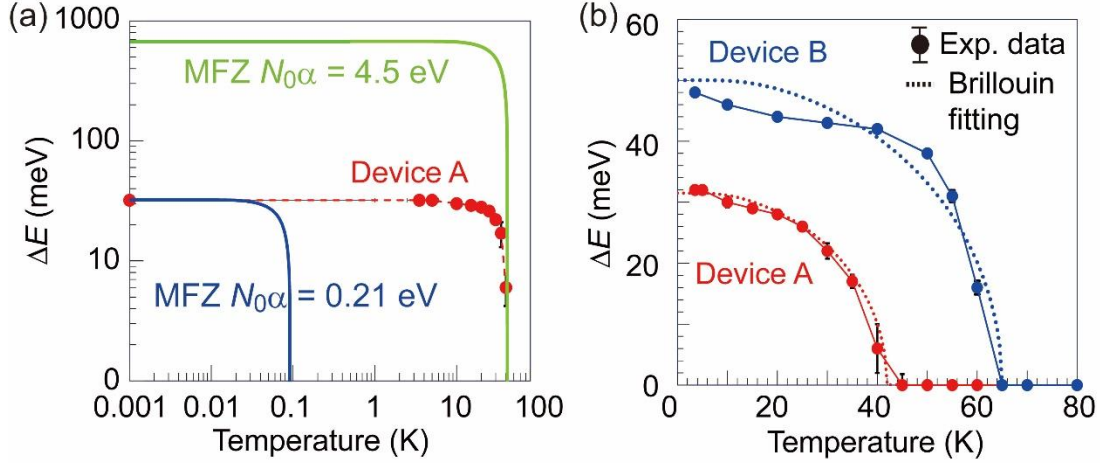 (a)
1000
100
10
0
ΔE (meV)
MFZ N0α = 4.5 eV
Device A
MFZ N0α = 0.21 eV
0.001 0.01 0.1 1 10 100
Temperature (K)
(b)
60
40
20
0
ΔE (meV)
Device B
Exp. data
Brillouin
fitting
Device A
0 20 40 60 80
Temperature (K)